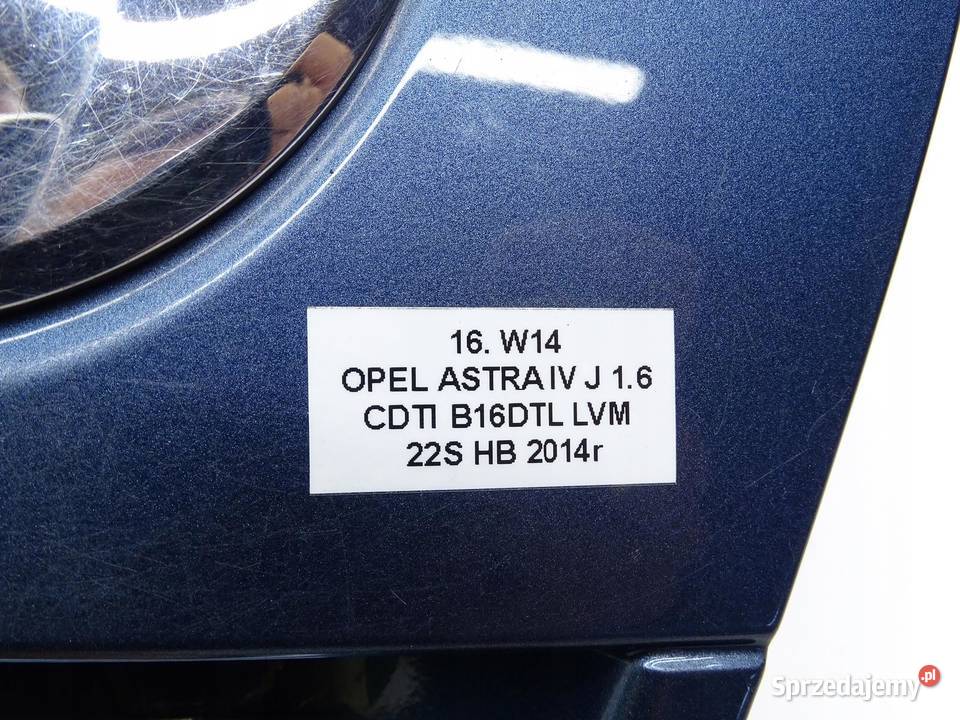 16. W14
OPEL ASTRA IV J 1.6
CDTI B16DTL LVM
22S HB 2014r
Sprzedajemy.pl